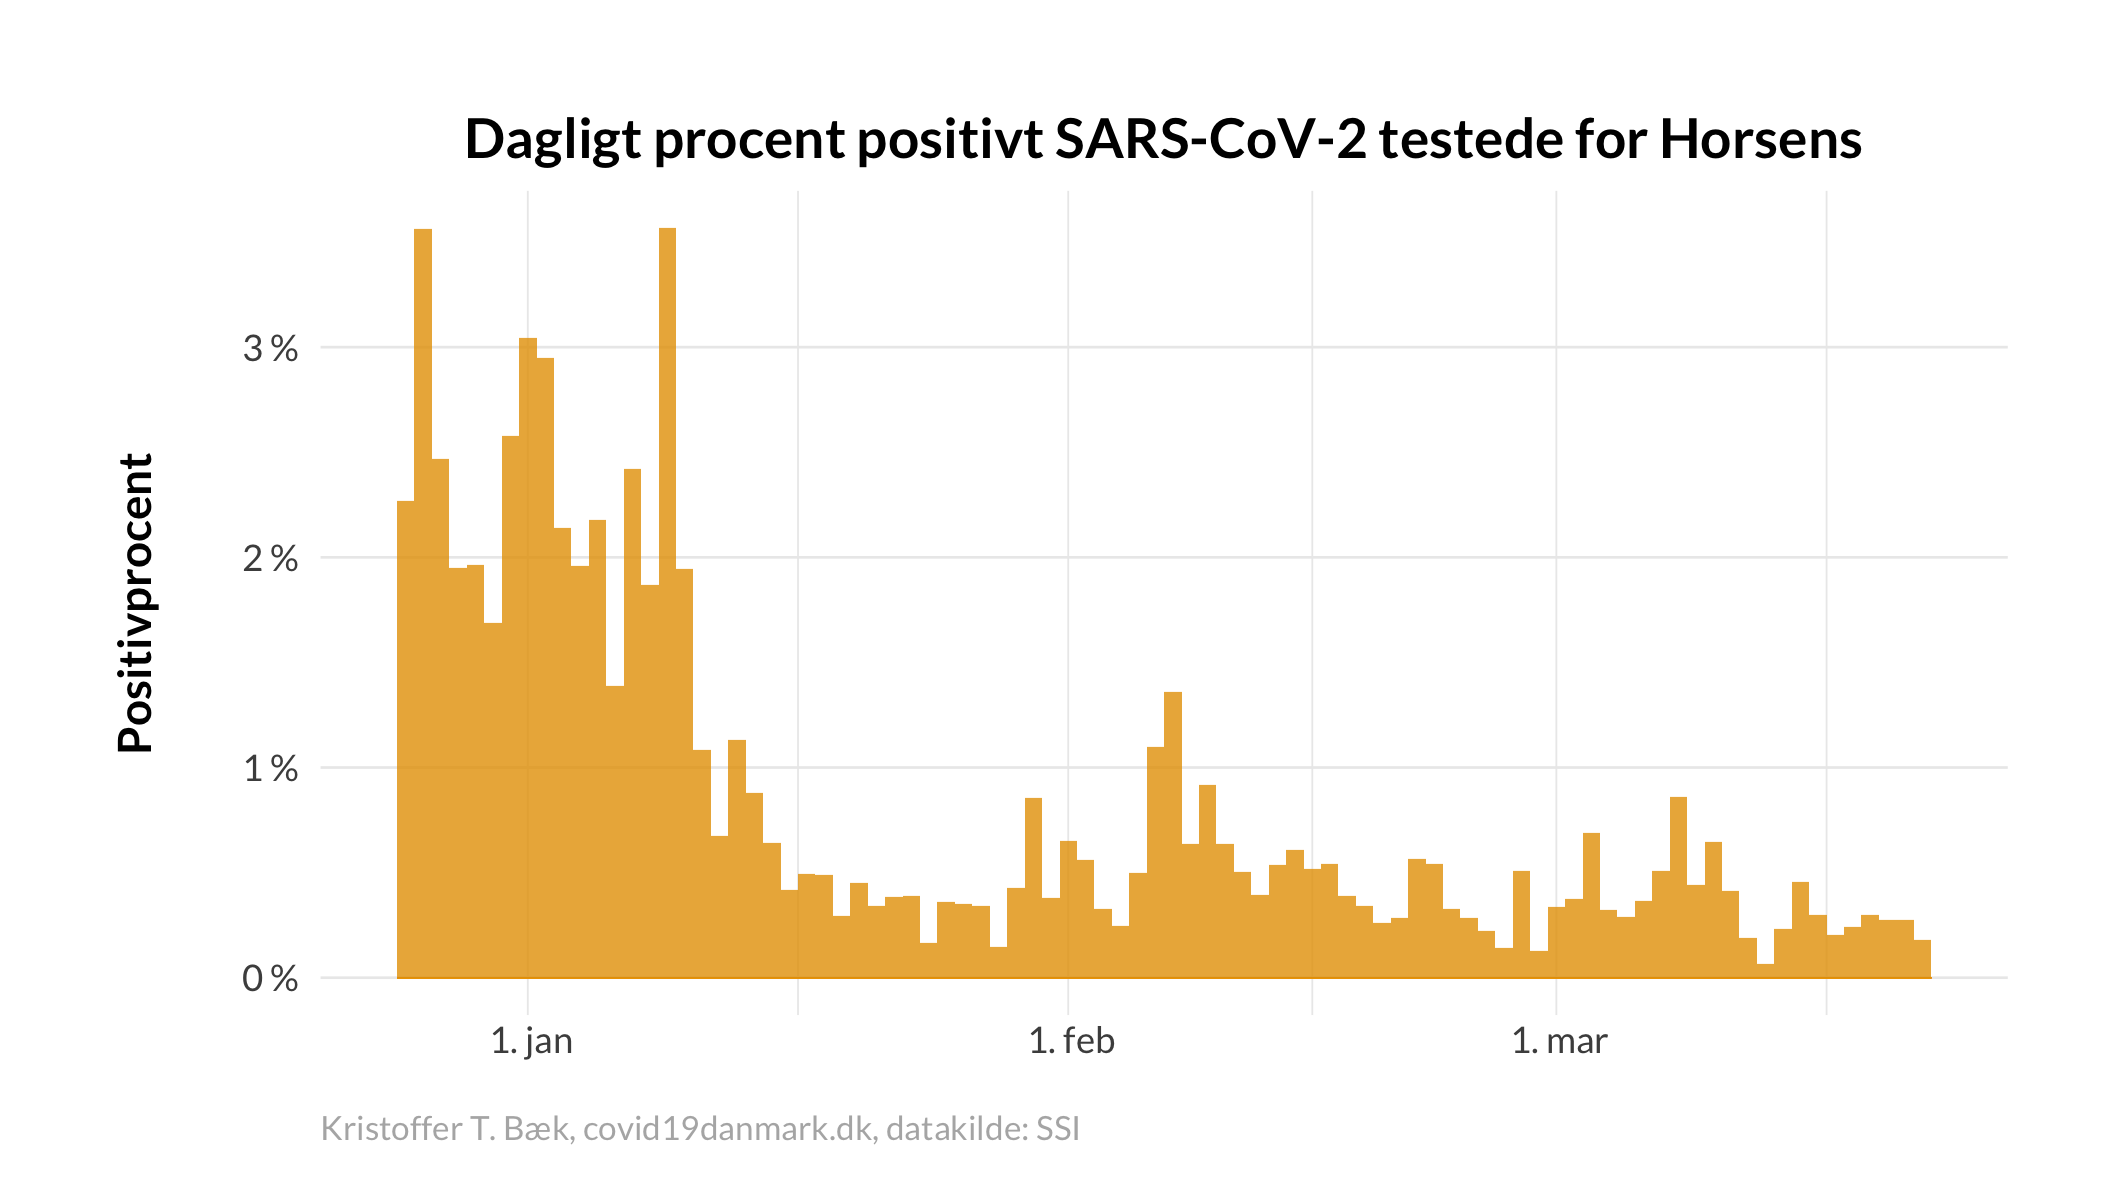 Dagligt procent positivt SARS-CoV-2 testede for Horsens
Positivprocent
3 %
2 %
1 %
0 %
1. jan
1. feb
1. mar
Kristoffer T. Bæk, covid19danmark.dk, datakilde: SSI